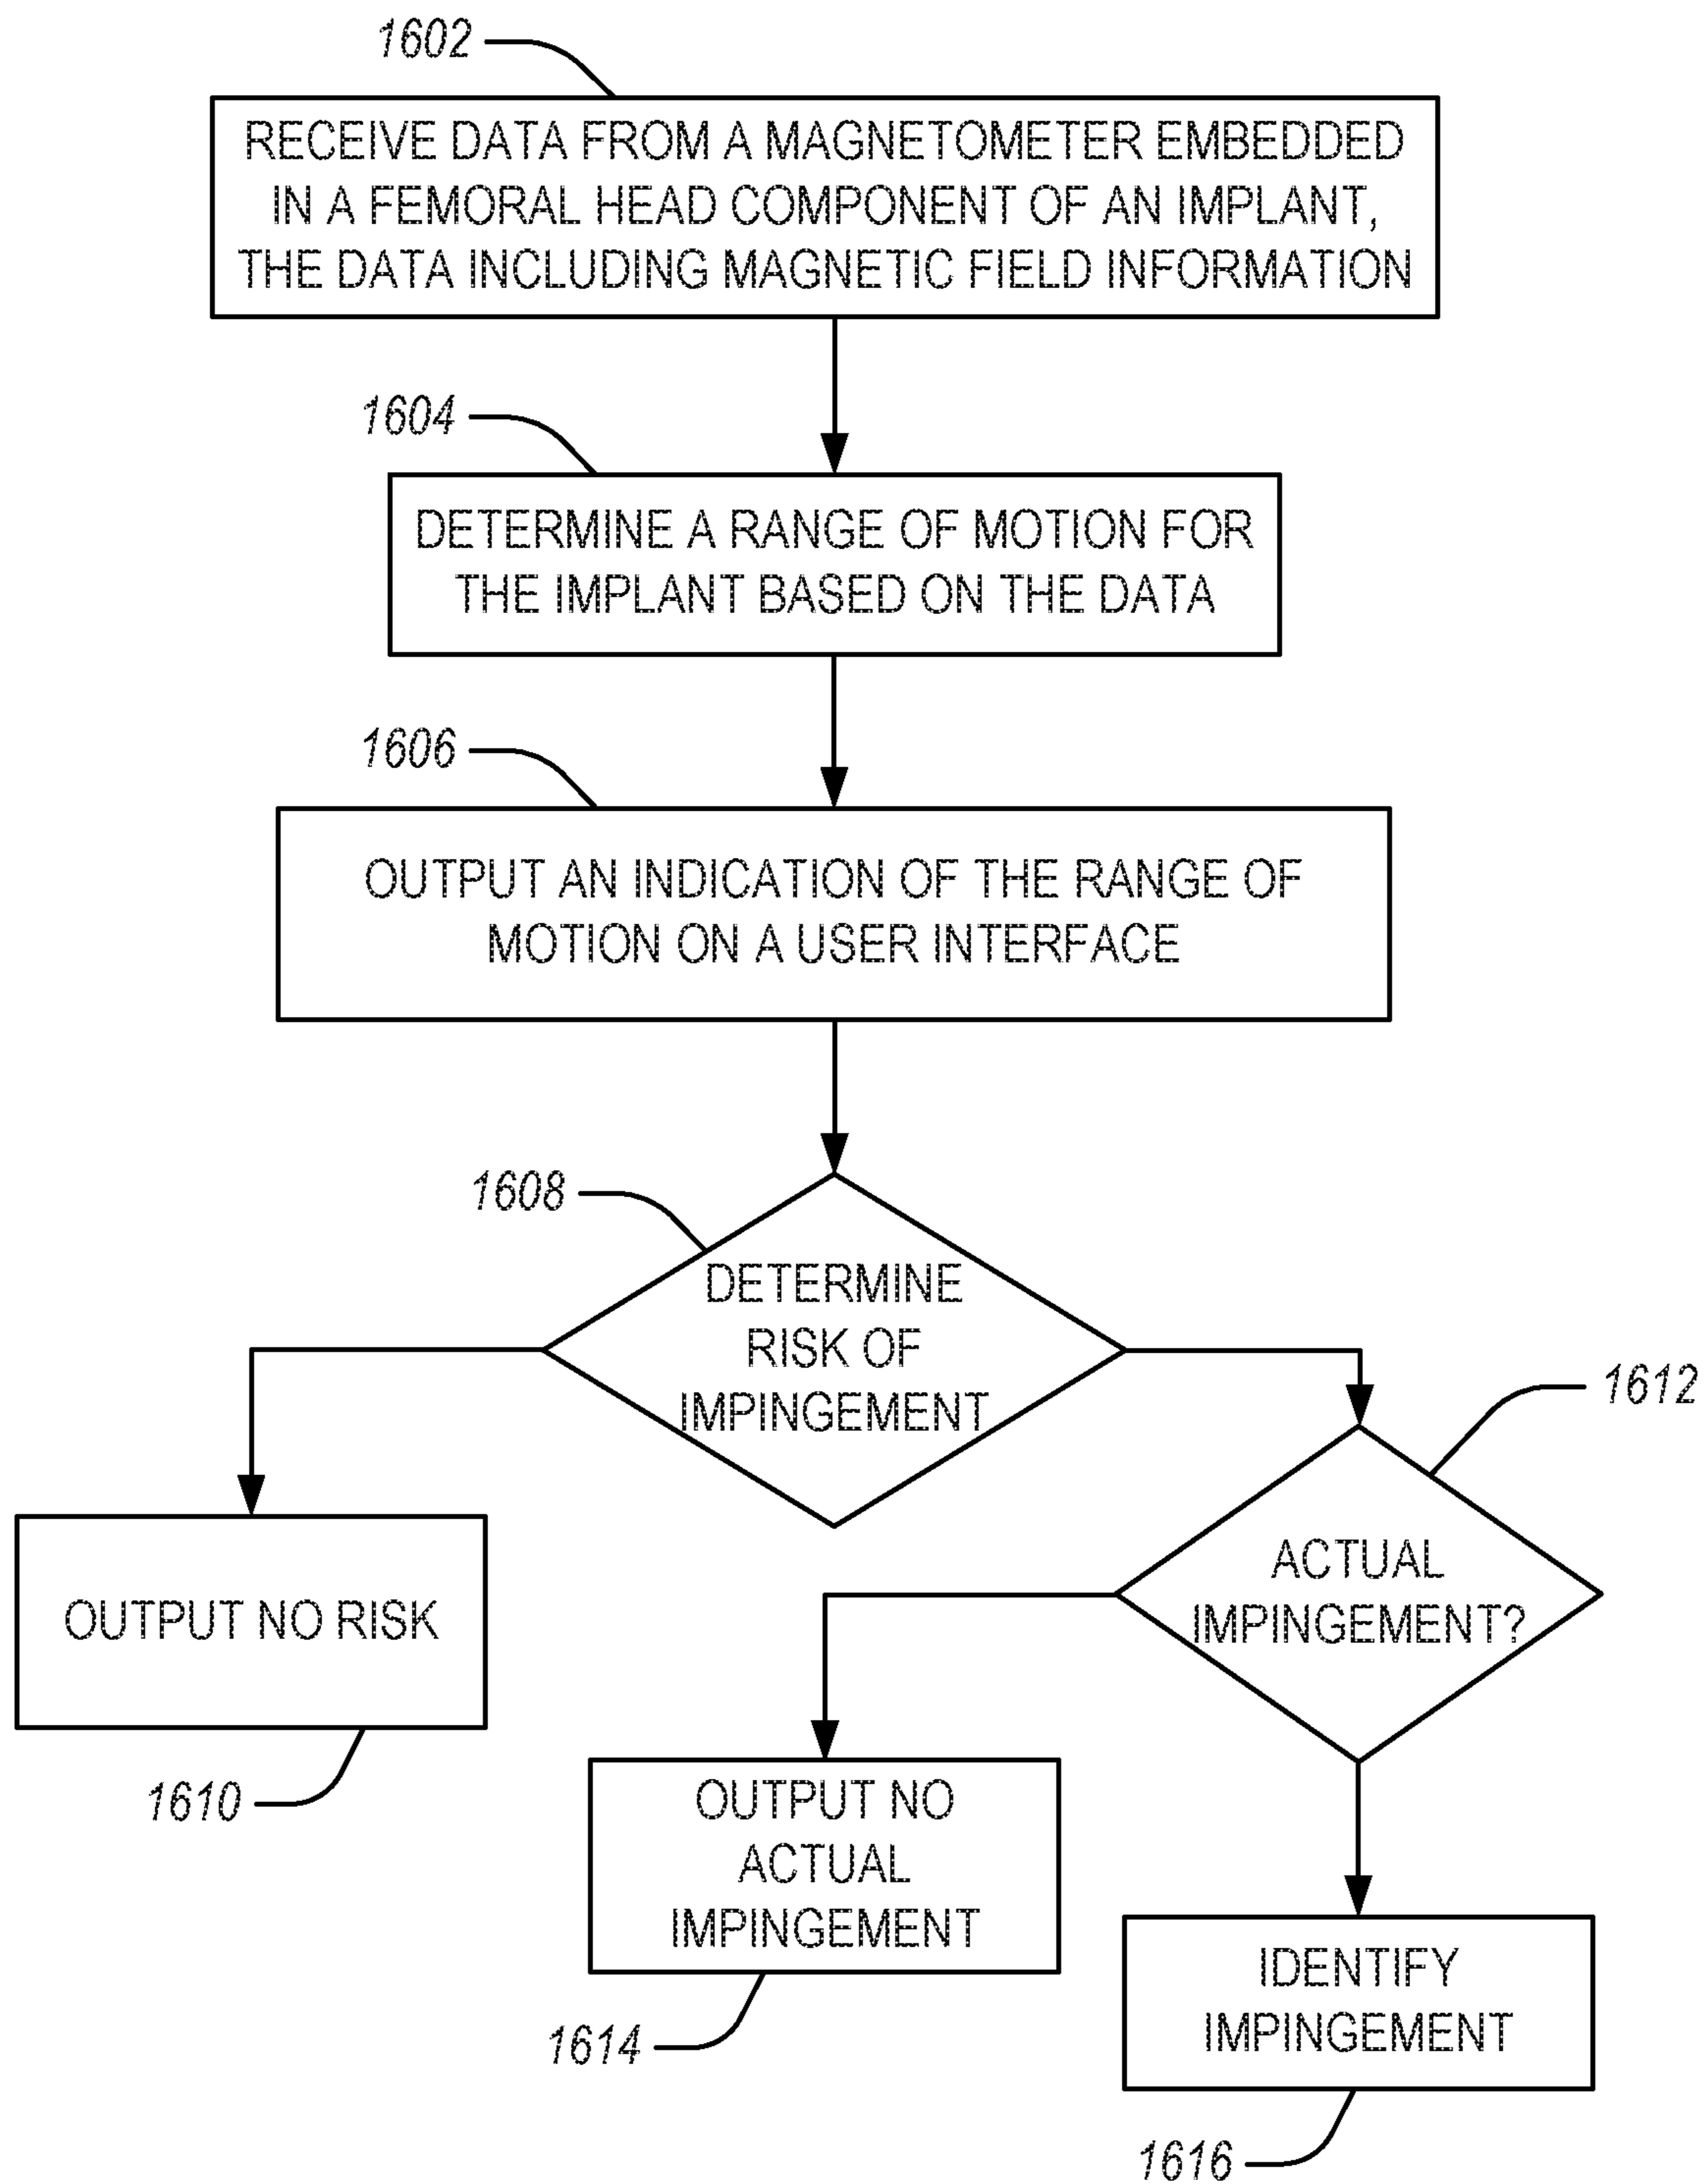 1602
RECEIVE DATA FROM A MAGNETOMETER EMBEDDED
IN A FEMORAL HEAD COMPONENT OF AN IMPLANT,
THE DATA INCLUDING MAGNETIC FIELD INFORMATION
1604
DETERMINE A RANGE OF MOTION FOR
THE IMPLANT BASED ON THE DATA
1606
OUTPUT AN INDICATION OF THE RANGE OF
MOTION ON A USER INTERFACE
1608
DETERMINE
RISK OF
IMPINGEMENT
1612
OUTPUT NO RISK
1610
ACTUAL
IMPINGEMENT?
OUTPUT NO
ACTUAL
IMPINGEMENT
1614
IDENTIFY
IMPINGEMENT
1616